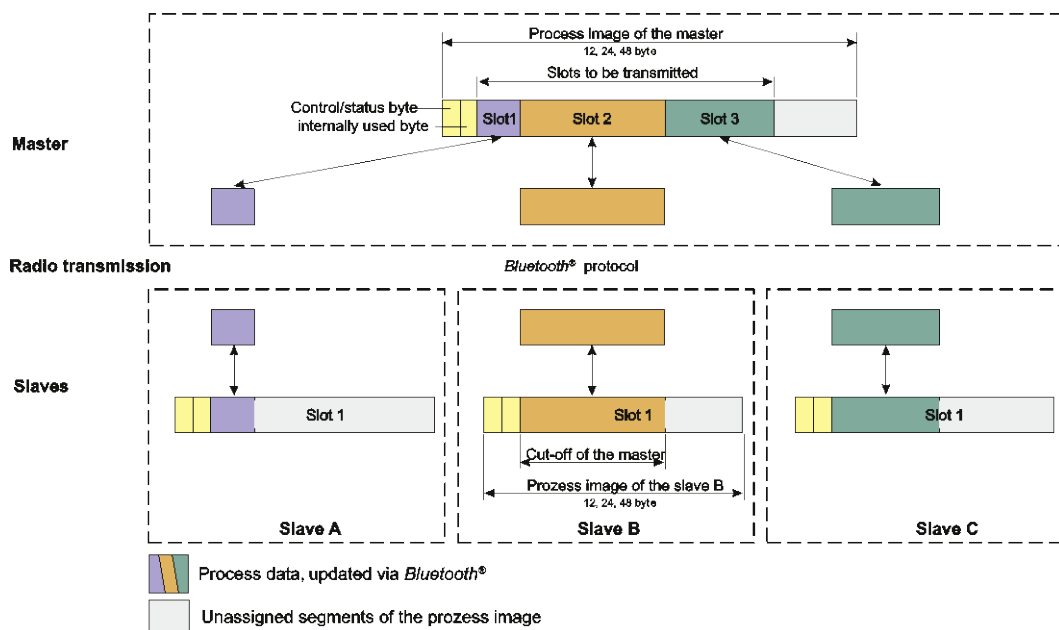 Process Image of the master
12, 24, 48 byte
Slots to be transmitted
Control/status byte
internally used byte
Slot1
Slot 2
Slot 3
Master
Radio transmission
Bluetooth® protocol
Slaves
Slot 1
Slot 1
Slot 1
Cut-off of the master
Prozess image of the slave B
12, 24, 48 byte
Slave A
Slave B
Slave C
Process data, updated via Bluetooth®
Unassigned segments of the prozess image